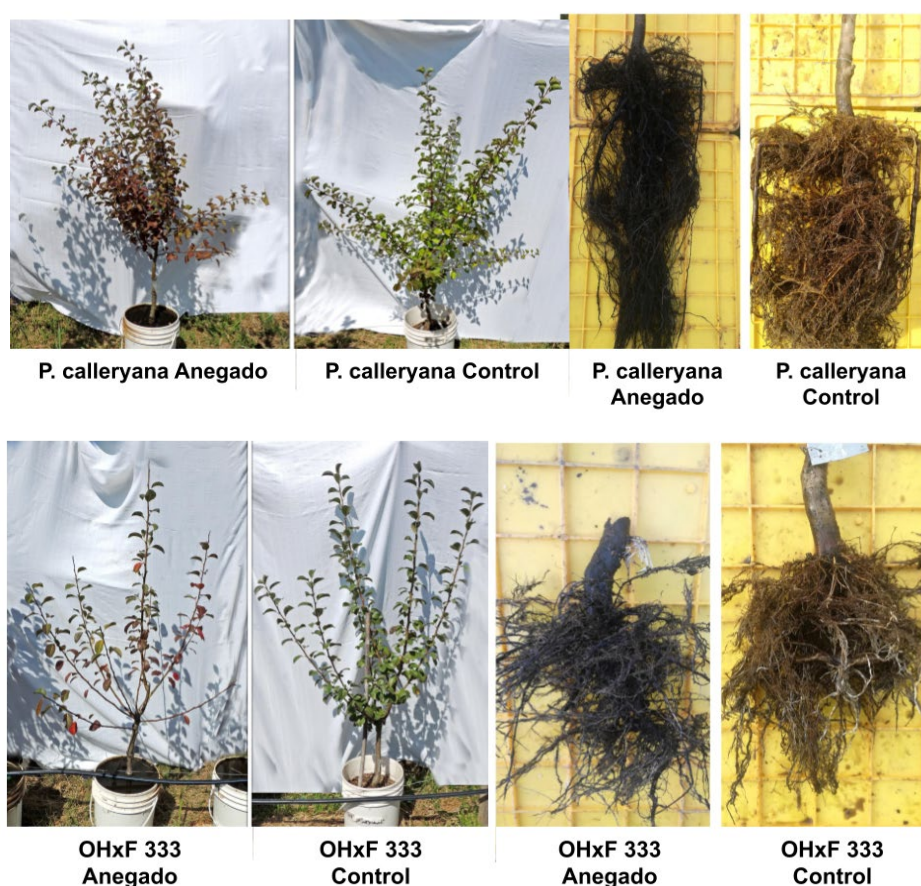 P. calleryana Anegado
P. calleryana Control
P. calleryana
Anegado
P. calleryana
Control
OHxF 333
Anegado
OHxF 333
Control
OHxF 333
Anegado
OHxF 333
Control